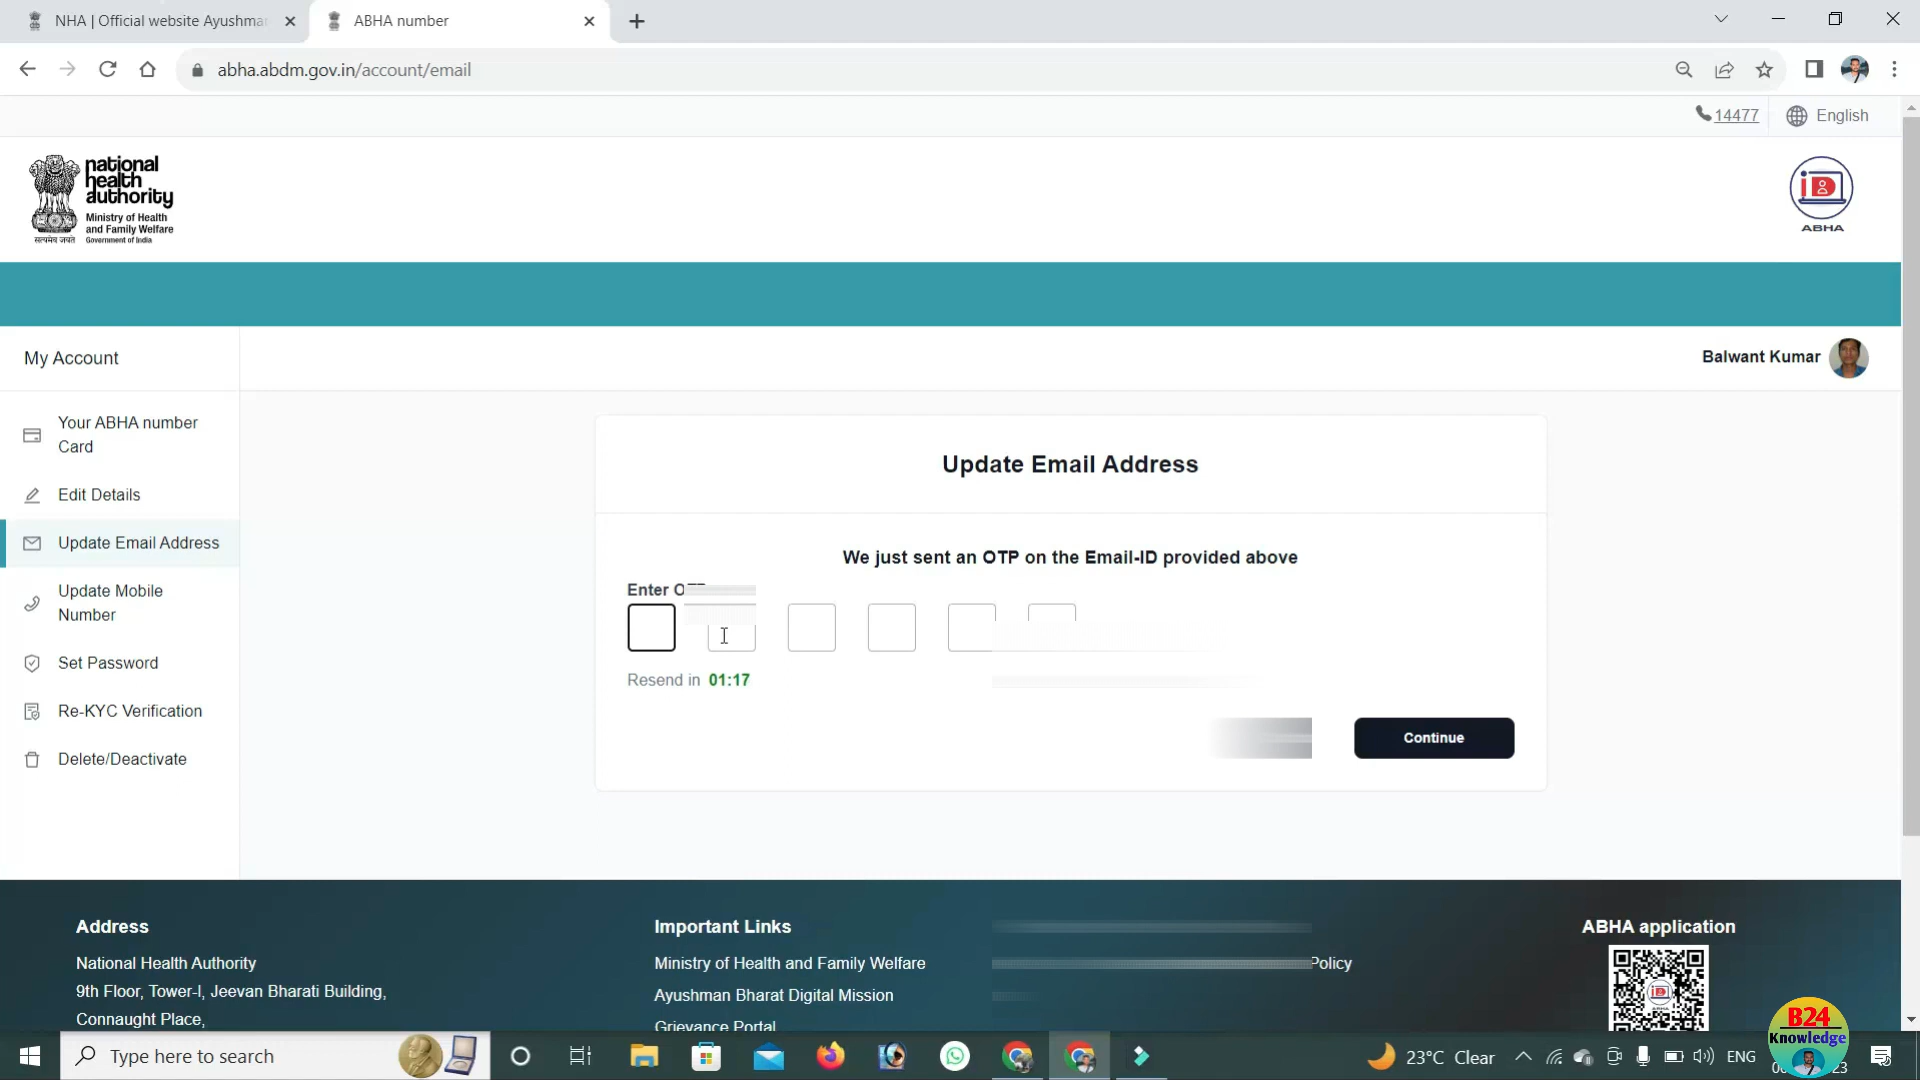 NHA | Official website Ayushma
ABHA number
abha.abdm.gov.in/account/email
14477
English
national
health
authority
Ministry of Health
and Family Welfare
Government of India
सत्यमेव जयते
ABHA
My Account
Balwant Kumar
Your ABHA number
Card
Edit Details
Update Email Address
Update Mobile
Number
Set Password
Re-KYC Verification
Delete/Deactivate
Update Email Address
We just sent an OTP on the Email-ID provided above
Enter OTP
Resend in 01:17
Continue
Address
National Health Authority
9th Floor, Tower-I, Jeevan Bharati Building,
Connaught Place,
Important Links
Ministry of Health and Family Welfare
Ayushman Bharat Digital Mission
Grievance Portal
Policy
ABHA application
B24
Knowledge
Type here to search
23°C Clear
ENG